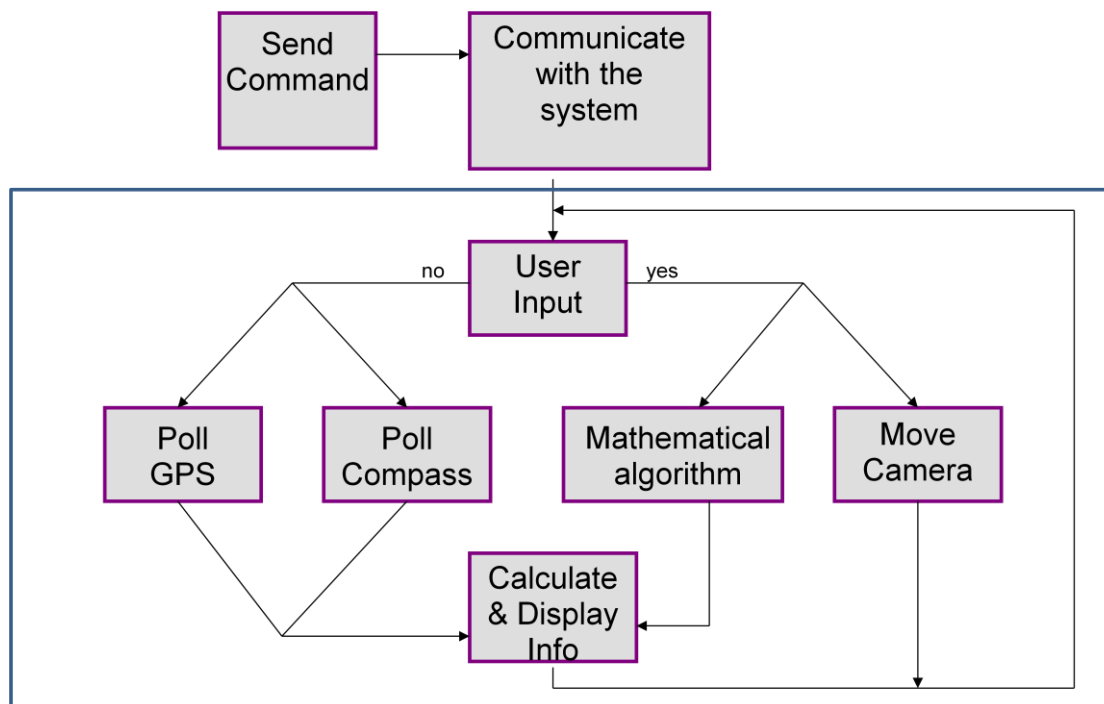 Send
Command
Communicate
with the
system
no
User
Input
yes
Poll
GPS
Poll
Compass
Mathematical
algorithm
Move
Camera
Calculate
& Display
Info